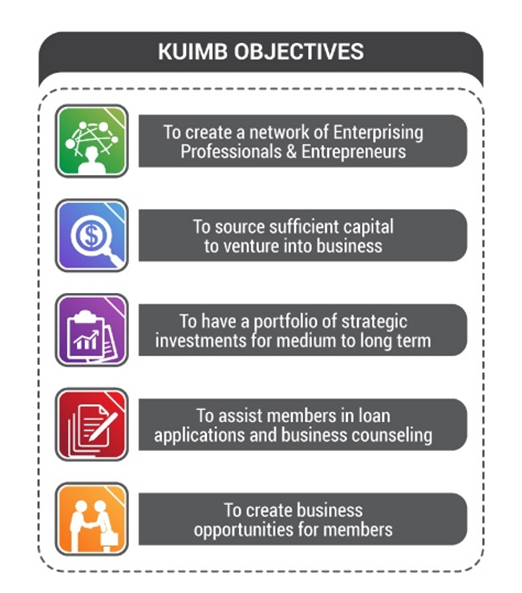 KUIMB OBJECTIVES
To create a network of Enterprising
Professionals & Entrepreneurs
$
To source sufficient capital
to venture into business
To have a portfolio of strategic
investments for medium to long term
To assist members in loan
applications and business counseling
To create business
opportunities for members